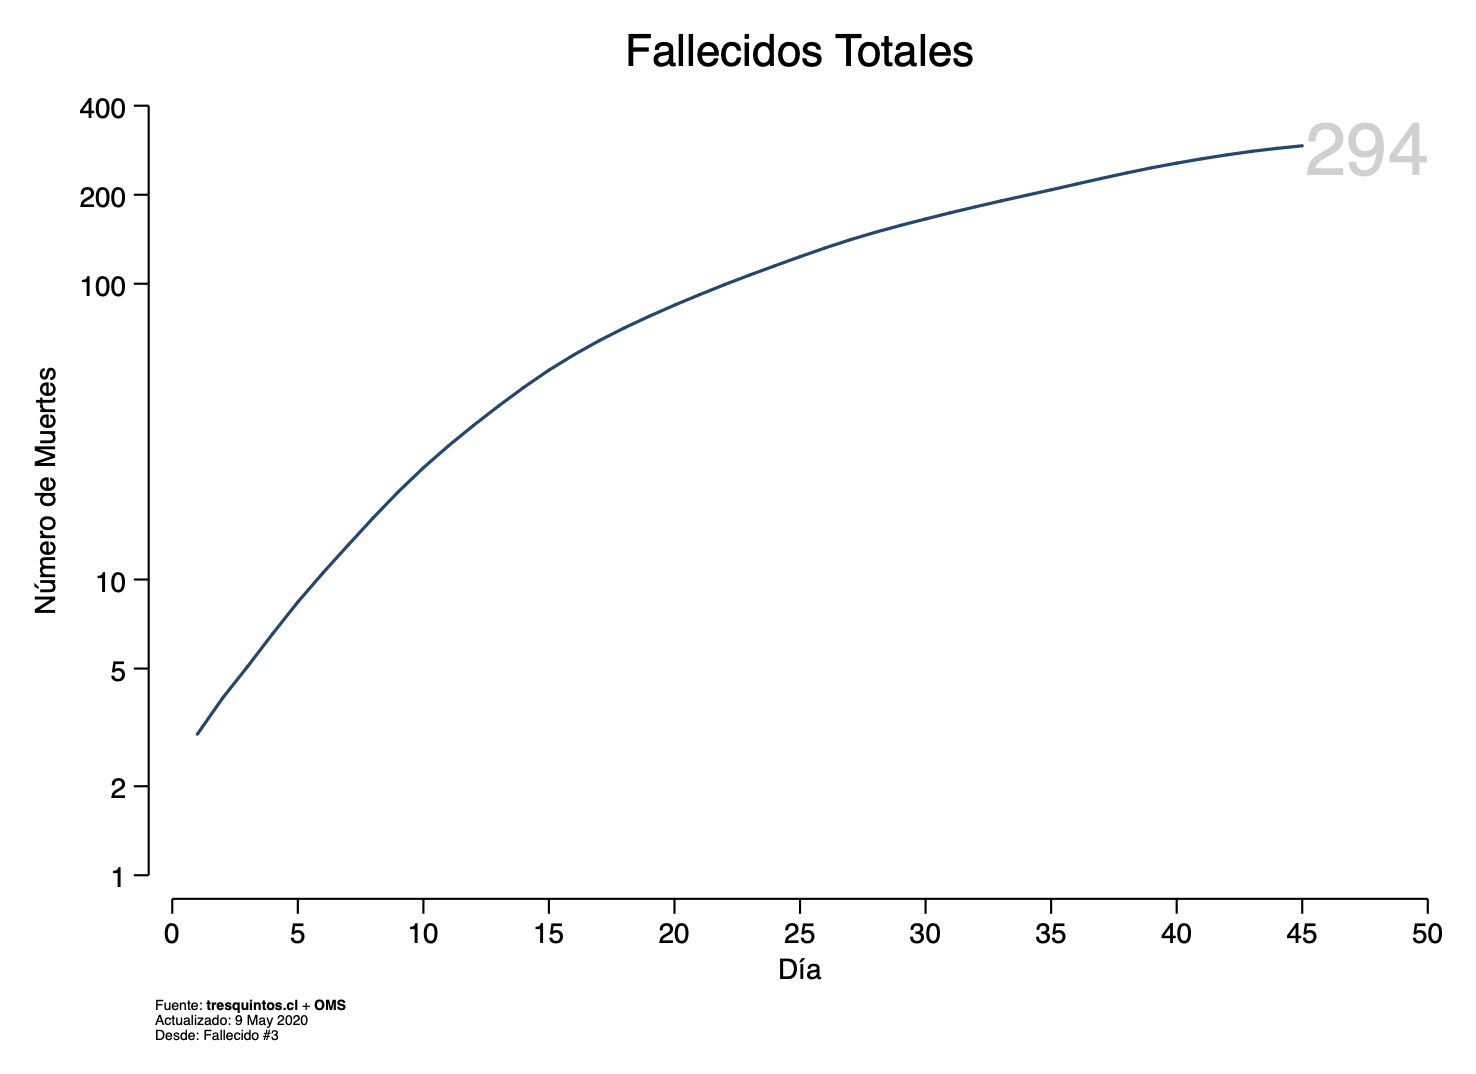 Fallecidos Totales
400
200
100
10
5
2
1
Número de Muertes
294
0 5 10 15 20 25 30 35 40 45 50
Día
Fuente: tresquintos.cl + OMS
Actualizado: 9 May 2020
Desde: Fallecido #3